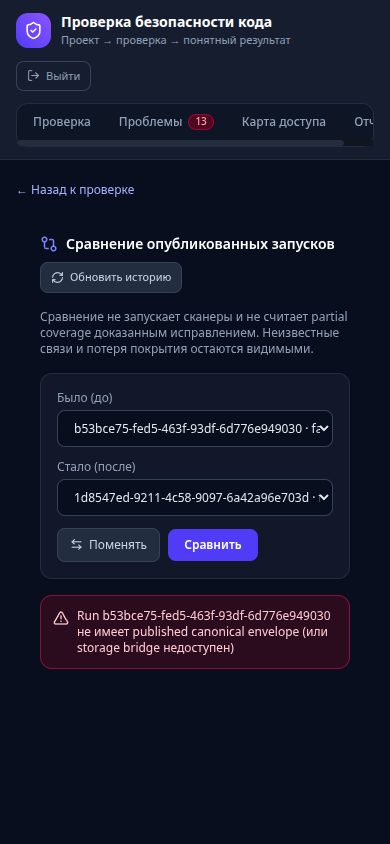 Проверка безопасности кода
Проект → проверка → понятный результат
Выйти
Проверка
Проблемы 13
Карта доступа
← Назад к проверке
Сравнение опубликованных запусков
Обновить историю
Сравнение не запускает сканеры и не считает partial
coverage доказанным исправлением. Неизвестные
связи и потеря покрытия остаются видимыми.
Было (до)
b53bce75-fed5-463f-93df-6d776e949030 ·
Стало (после)
1d8547ed-9211-4c58-9097-6a42a96e703d ·
Поменять
Сравнить
Run b53bce75-fed5-463f-93df-6d776e949030
не имеет published canonical envelope (или
storage bridge недоступен)